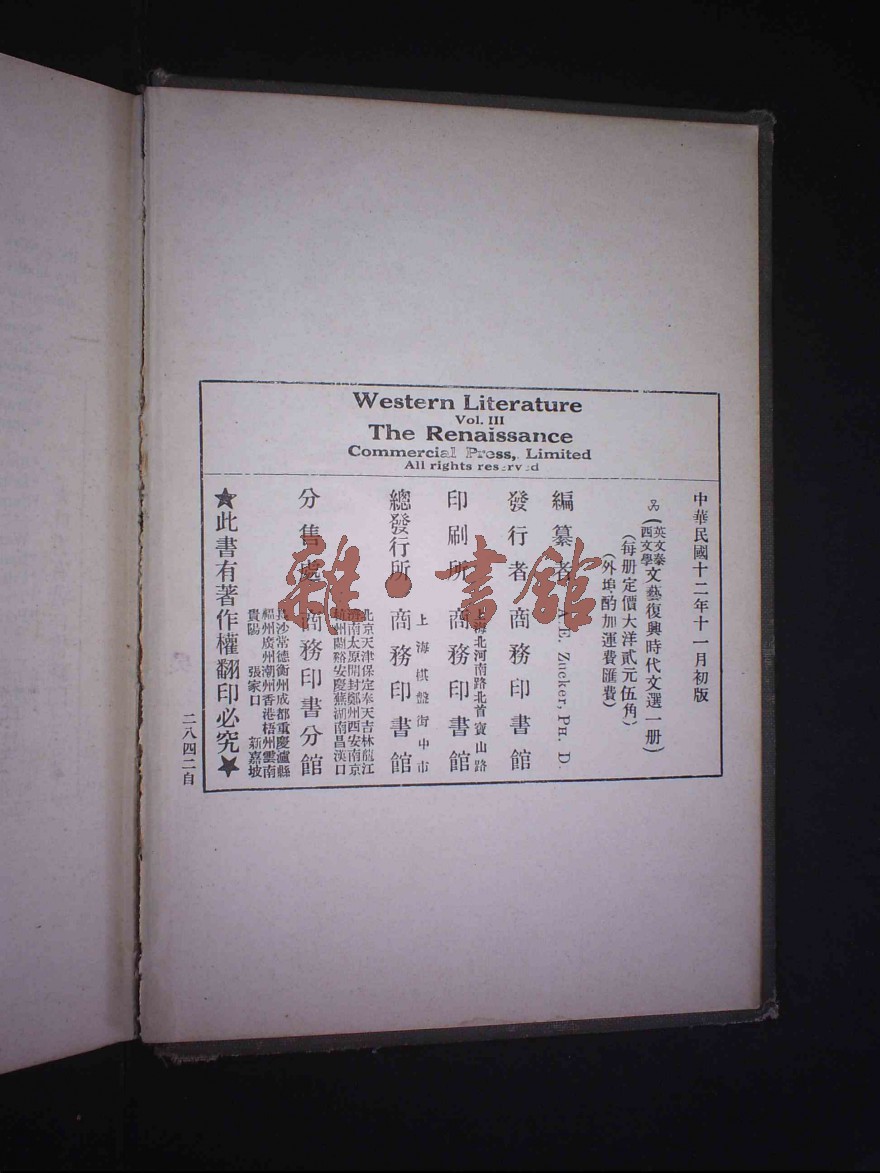 Western Literature
Vol. III
The Renaissance
Commercial Press, Limited
All rights reserved
中華民國十二年十一月初版
英文泰
西文學
文藝復興時代文選一册)
(每册定價大洋貳元伍角)
(外埠酌加運費匯費)
編纂者 A. E. Zucker, Ph. D.
發行者 商務印書館
上海北河南路北首寶山路
印刷所 商務印書館
上海棋盤街中市
總發行所 商務印書館
北京天津保定奉天吉林龍江
濟南太原開封鄭州西安南京
杭州蘭谿安慶蕪湖南昌漢口
分售處 商務印書分館
長沙常德衡州成都重慶瀘縣
福州廣州潮州香港梧州雲南
貴陽 張家口 新嘉坡
★此書有著作權翻印必究★
二八四二自
雜·書館